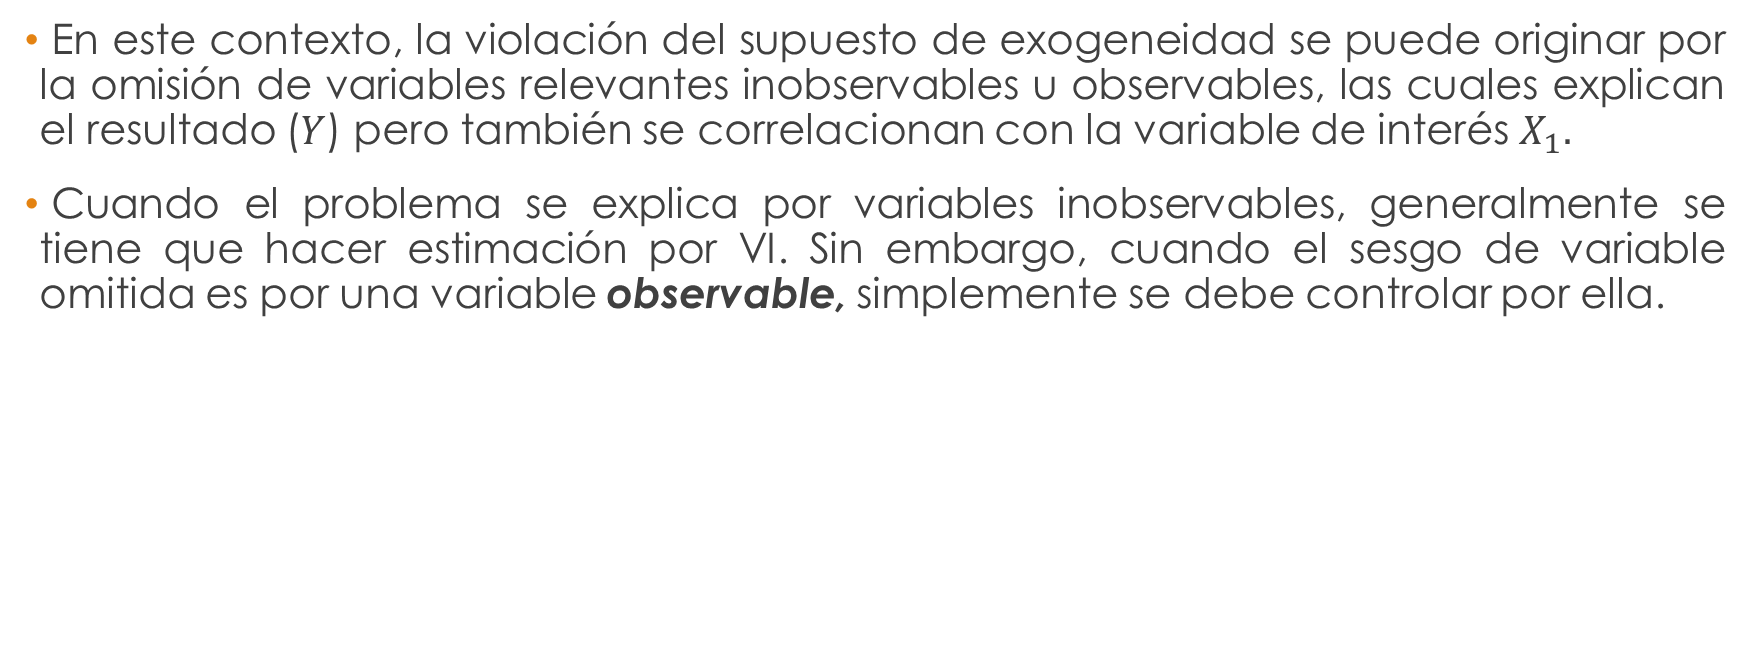 • En este contexto, la violación del supuesto de exogeneidad se puede originar por
la omisión de variables relevantes inobservables u observables, las cuales explican
el resultado (Y) pero también se correlacionan con la variable de interés X₁.
• Cuando el problema se explica por variables inobservables, generalmente se
tiene que hacer estimación por VI. Sin embargo, cuando el sesgo de variable
omitida es por una variable observable, simplemente se debe controlar por ella.